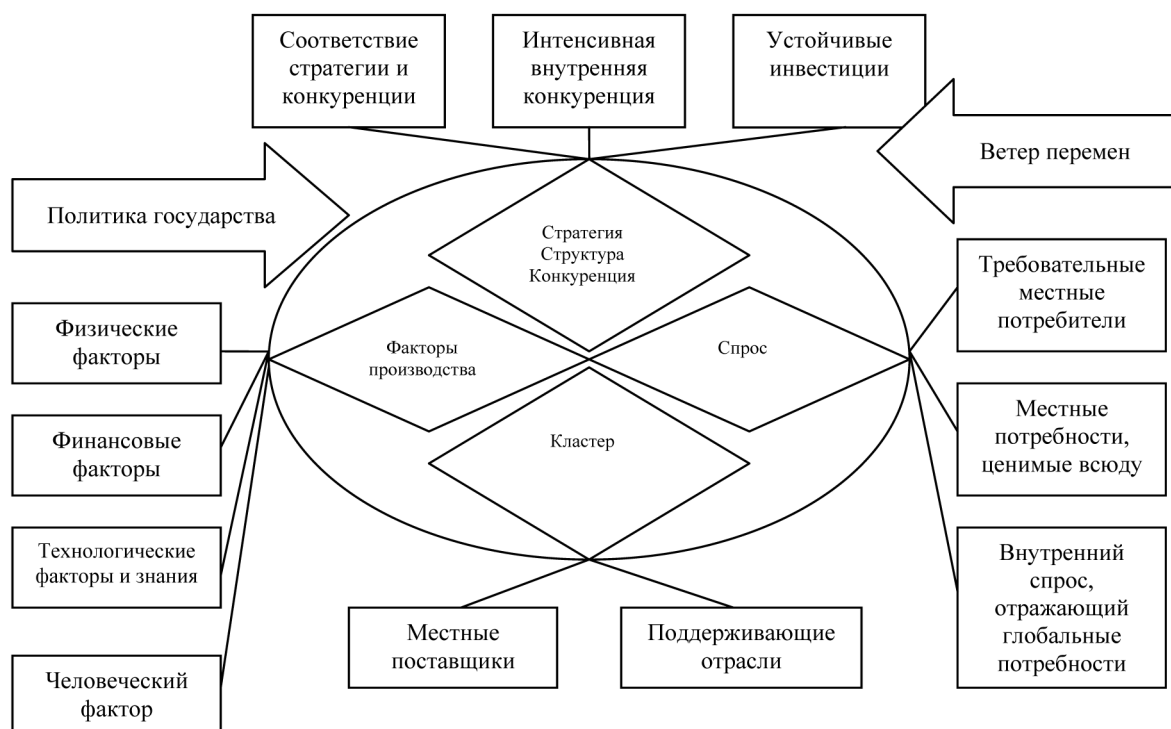 Соответствие
стратегии и
конкуренции
Интенсивная
внутренняя
конкуренция
Устойчивые
инвестиции
Ветер перемен
Политика государства
Стратегия
Структура
Конкуренция
Требовательные
местные
потребители
Физические
факторы
Факторы
производства
Спрос
Местные
потребности,
ценимые всюду
Финансовые
факторы
Кластер
Технологические
факторы и знания
Внутренний
спрос,
отражающий
глобальные
потребности
Местные
поставщики
Поддерживающие
отрасли
Человеческий
фактор